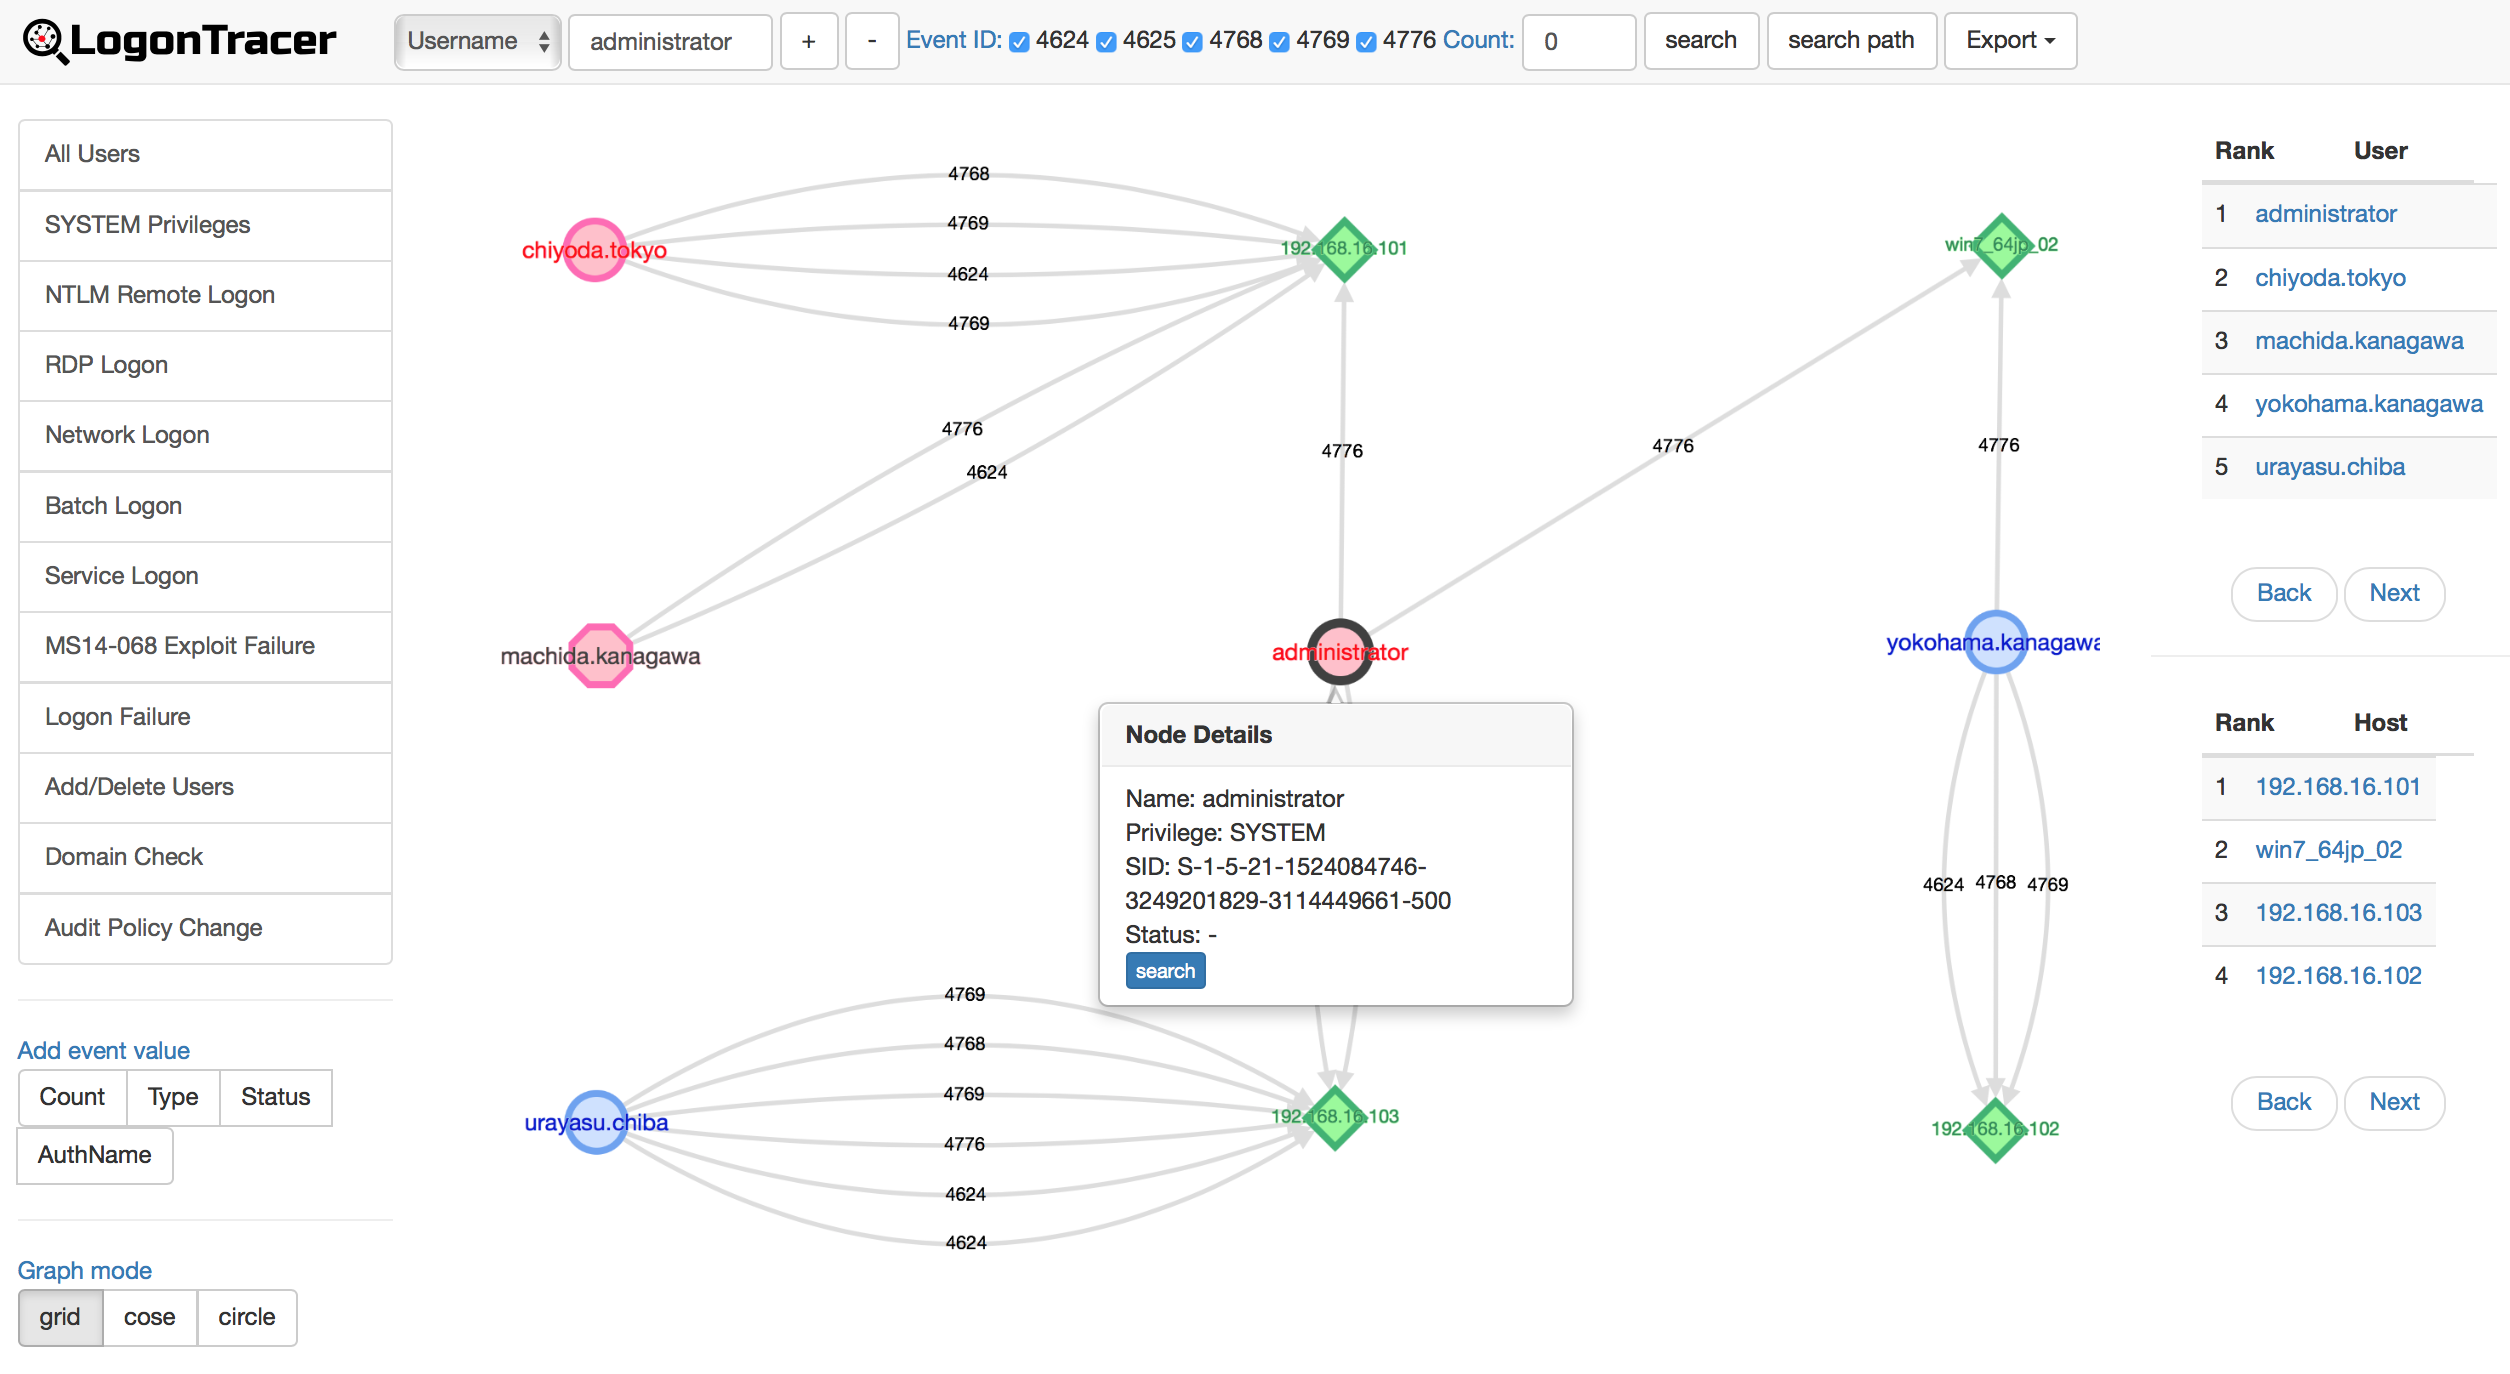 LogonTracer
Username administrator + - Event ID: 4624 4625 4768 4769 4776 Count: 0 search search path Export
All Users
SYSTEM Privileges
NTLM Remote Logon
RDP Logon
Network Logon
Batch Logon
Service Logon
MS14-068 Exploit Failure
Logon Failure
Add/Delete Users
Domain Check
Audit Policy Change
Add event value
Count Type Status
AuthName
Graph mode
grid cose circle
4768
4769
chiyoda.tokyo 192.168.16.101 win7_64jp_02
4624
4769
4776
4624
4776
4776
4776
machida.kanagawa administrator yokohama.kanagawa
Node Details
Name: administrator
Privilege: SYSTEM
SID: S-1-5-21-1524084746-
3249201829-3114449661-500
Status: -
search
4624 4768 4769
4769
4768
4769
urayasu.chiba 192.168.16.103 192.168.16.102
4776
4624
4624
Rank User
1 administrator
2 chiyoda.tokyo
3 machida.kanagawa
4 yokohama.kanagawa
5 urayasu.chiba
Back Next
Rank Host
1 192.168.16.101
2 win7_64jp_02
3 192.168.16.103
4 192.168.16.102
Back Next